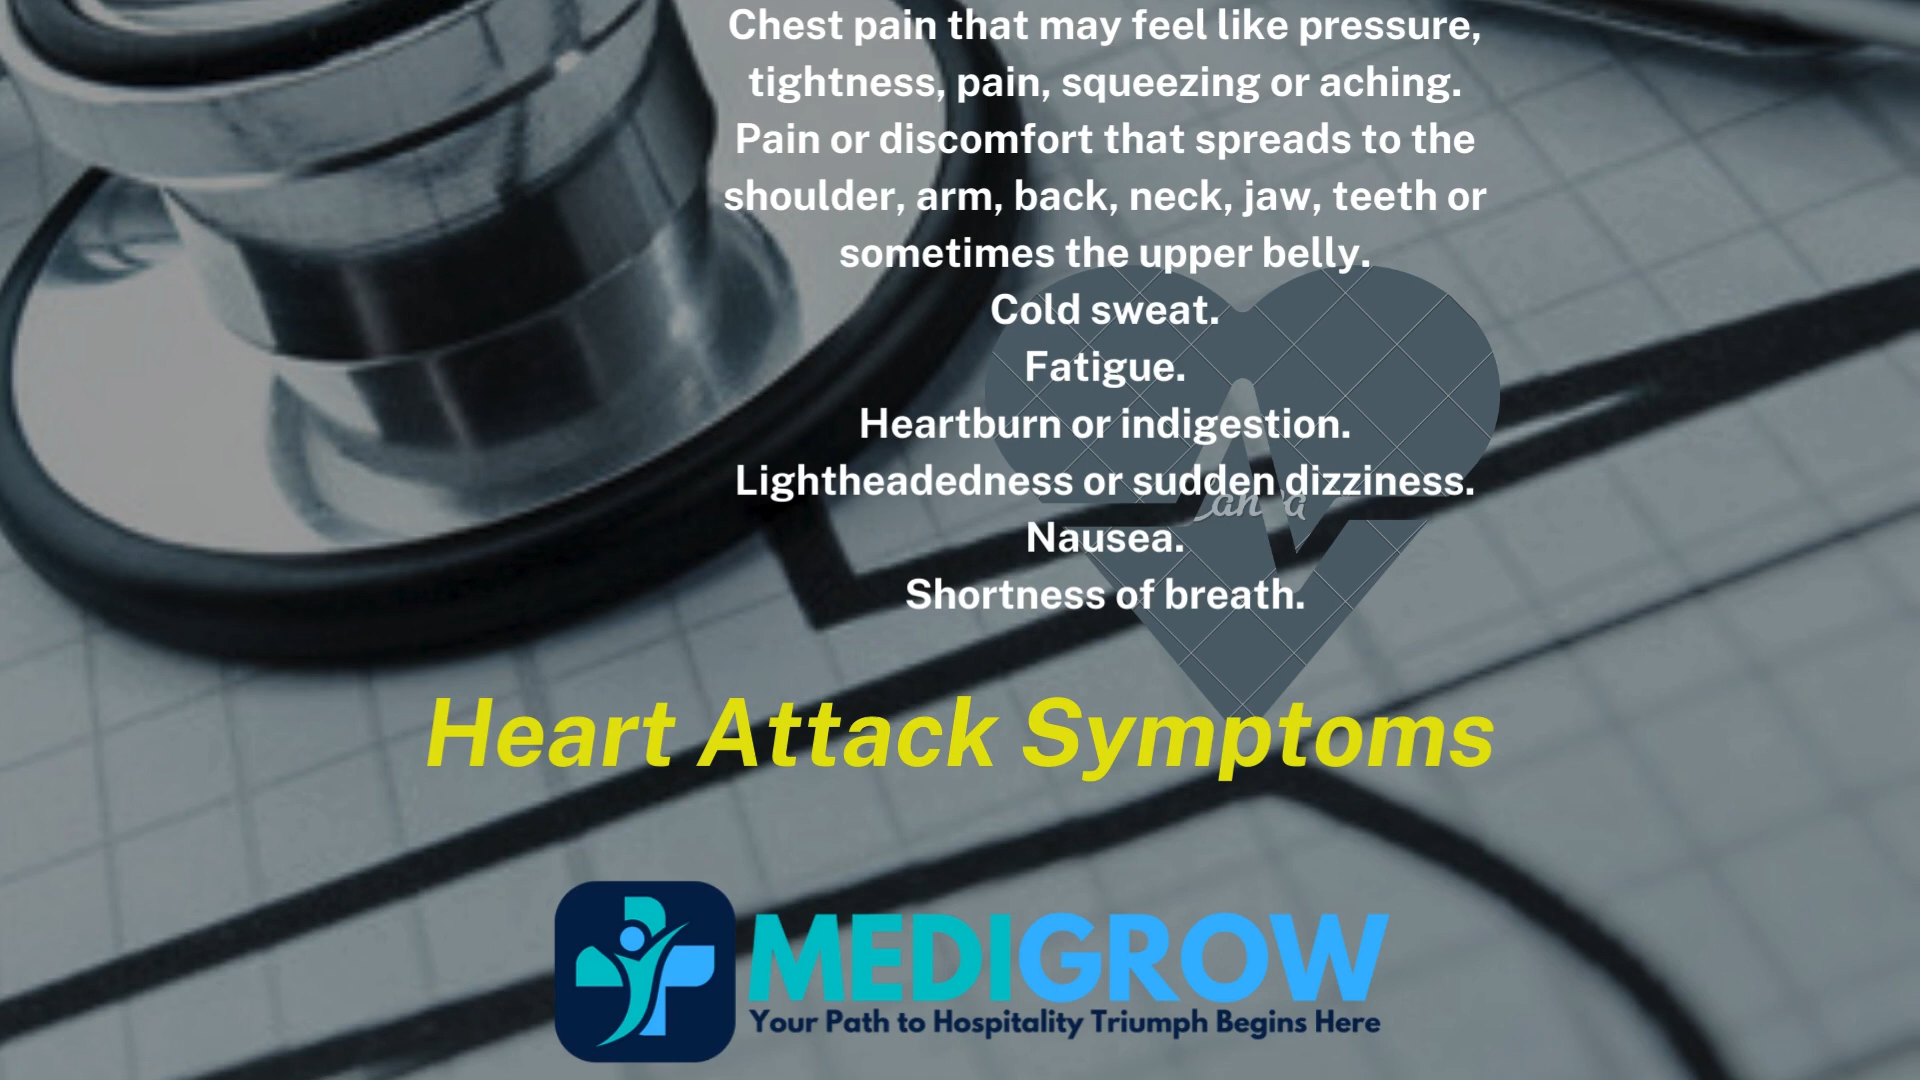 Chest pain that may feel like pressure,
tightness, pain, squeezing or aching.
Pain or discomfort that spreads to the
shoulder, arm, back, neck, jaw, teeth or
sometimes the upper belly.
Cold sweat.
Fatigue.
Heartburn or indigestion.
Lightheadedness or sudden dizziness.
Canva
Nausea.
Shortness of breath.
Heart Attack Symptoms
MEDIGROW
Your Path to Hospitality Triumph Begins Here